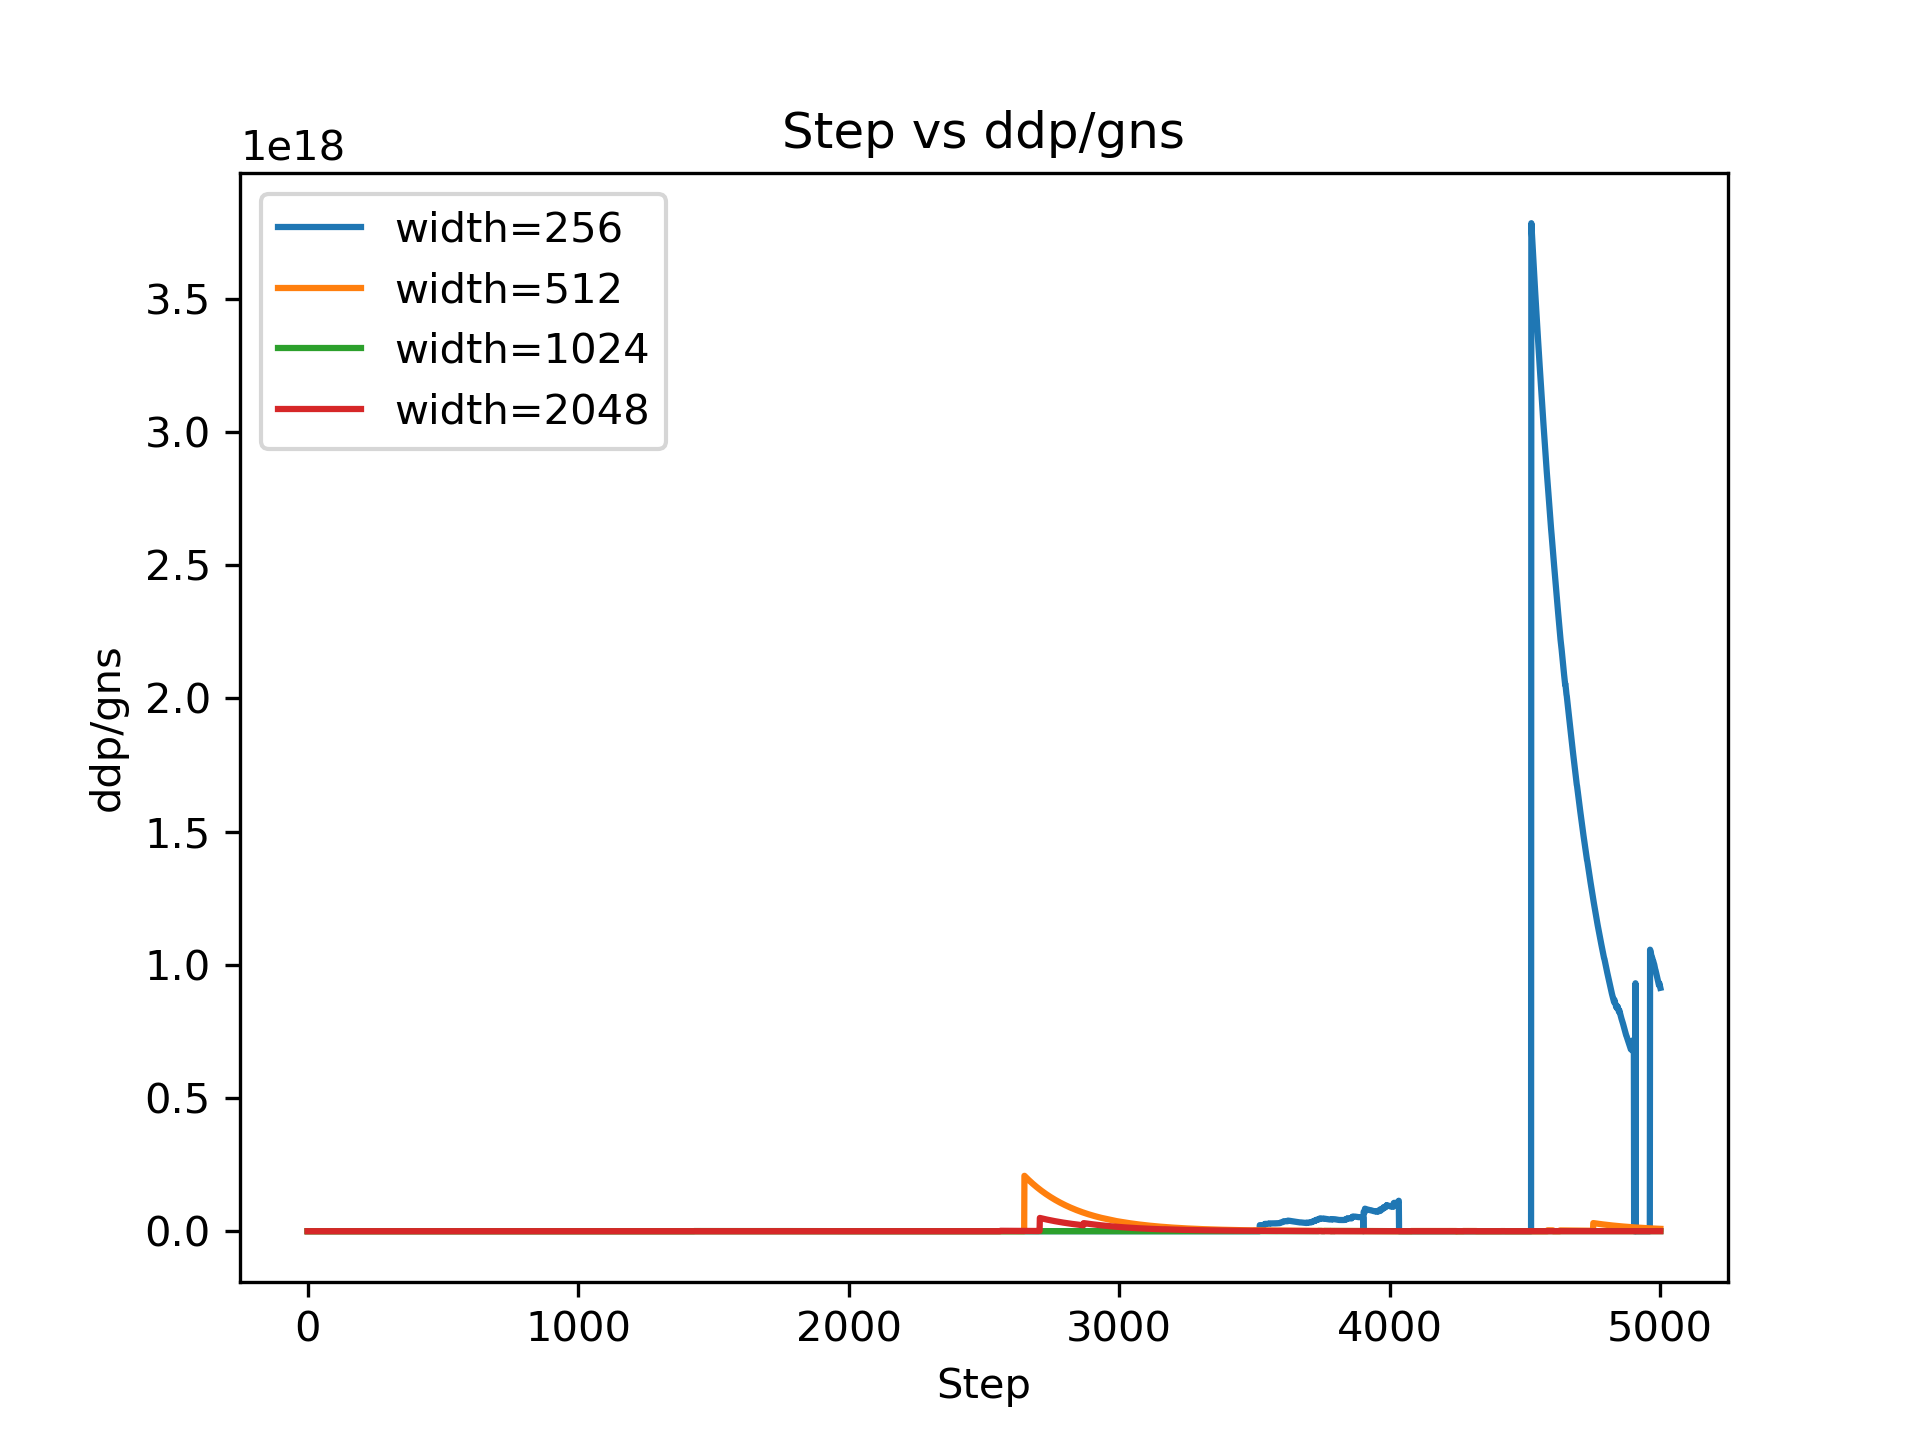 Step vs ddp/gns
1e18
width=256
width=512
width=1024
width=2048
3.5
3.0
2.5
2.0
1.5
1.0
0.5
0.0
ddp/gns
0 1000 2000 3000 4000 5000
Step